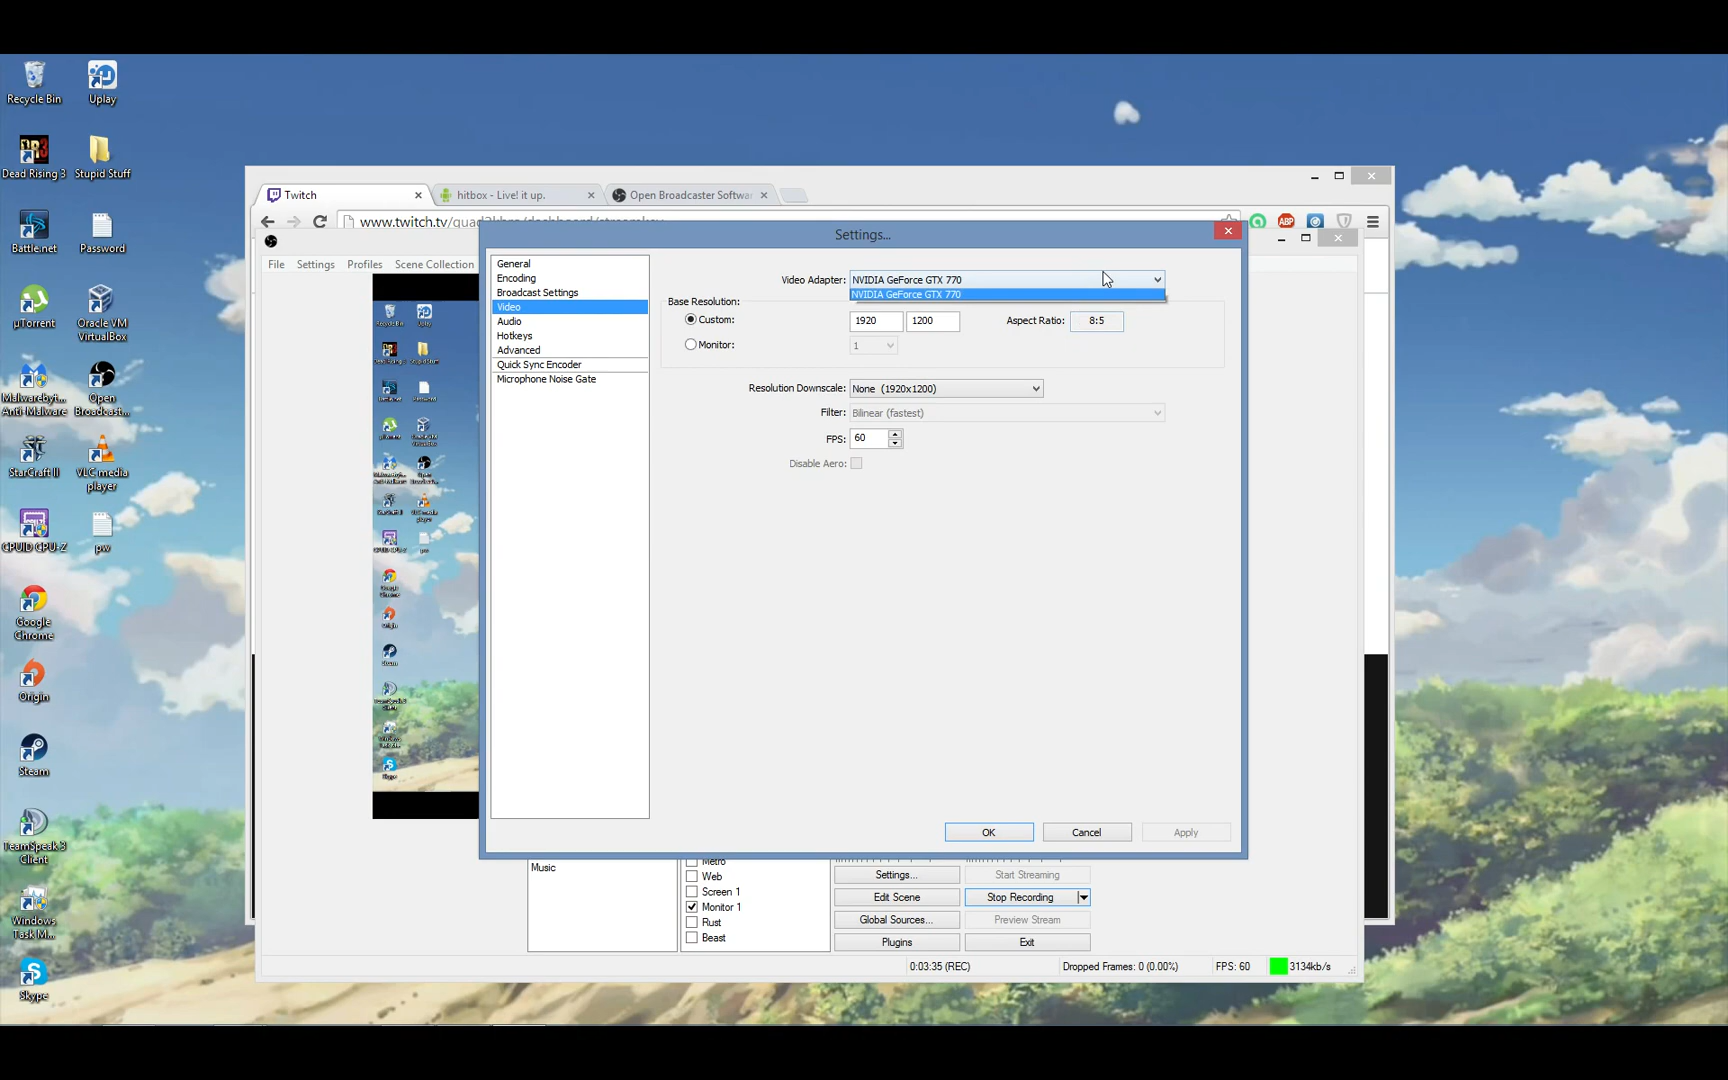 Recycle Bin
Uplay
Dead Rising 3
Stupid Stuff
Battle.net
Password
µTorrent
Oracle VM
VirtualBox
Malwarebyt...
Anti-Malware
Open
Broadcast...
StarCraft II
VLC media
player
CPUID CPU-Z
pw
Google
Chrome
Origin
Steam
TeamSpeak 3
Client
Windows
Task M...
Skype
Twitch
hitbox - Live! it up.
Open Broadcaster Softwar
www.twitch.tv/
ABP
File Settings Profiles Scene Collection
Settings...
General
Encoding
Broadcast Settings
Video
Audio
Hotkeys
Advanced
Quick Sync Encoder
Microphone Noise Gate
Video Adapter: NVIDIA GeForce GTX 770
NVIDIA GeForce GTX 770
Base Resolution:
Custom: 1920 1200 Aspect Ratio: 8:5
Monitor: 1
Resolution Downscale: None (1920x1200)
Filter: Bilinear (fastest)
FPS: 60
Disable Aero:
OK Cancel Apply
Music
Metro
Web
Screen 1
Monitor 1
Rust
Beast
Settings... Start Streaming
Edit Scene Stop Recording
Global Sources... Preview Stream
Plugins Exit
0:03:35 (REC) Dropped Frames: 0 (0.00%) FPS: 60 3134kb/s